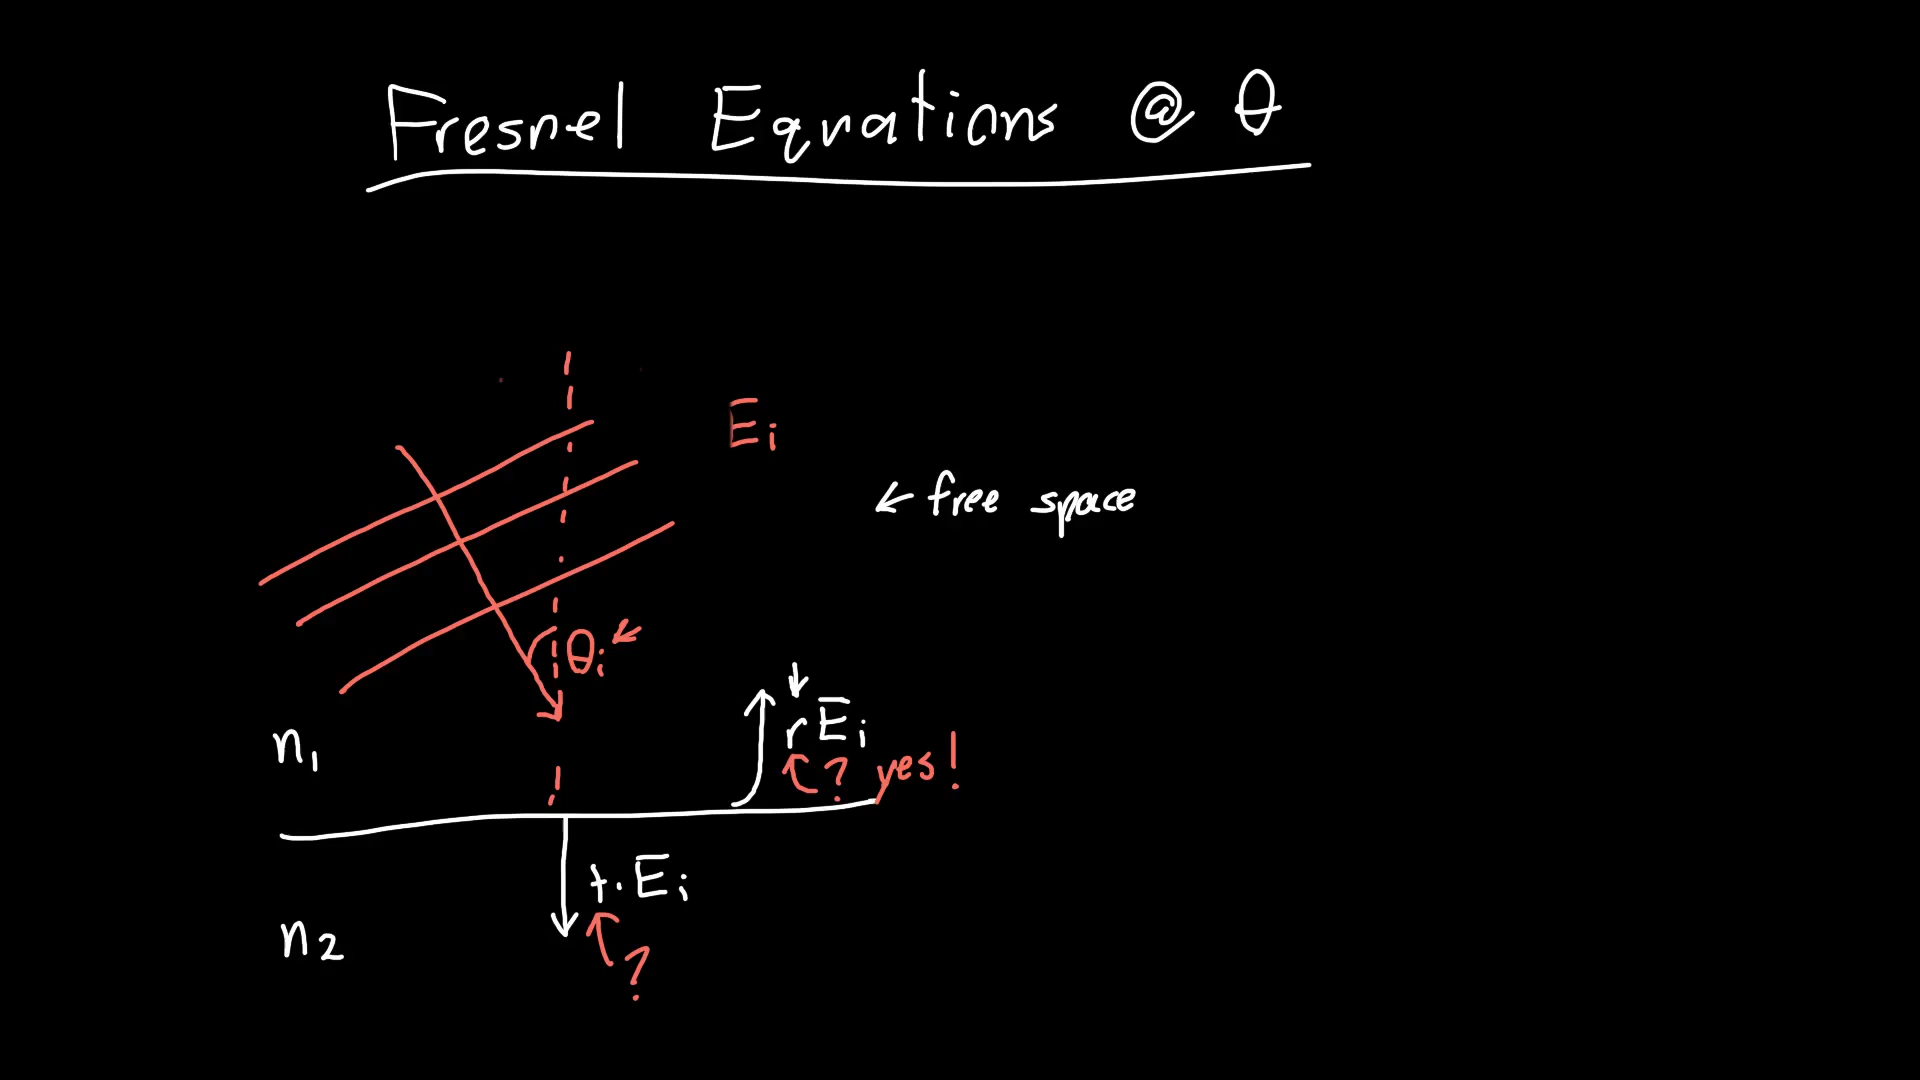 Fresnel Equations @ θ
Ei
← free space
θi
rEi
? yes!
n1
t.Ei
n2
?